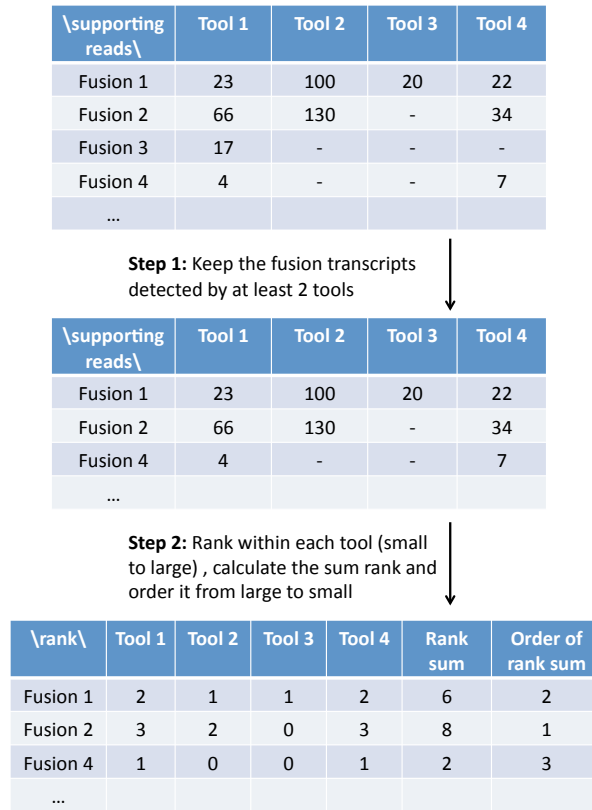 \supporting reads\ Tool 1 Tool 2 Tool 3 Tool 4
Fusion 1 23 100 20 22
Fusion 2 66 130 - 34
Fusion 3 17 - - -
Fusion 4 4 - - 7
...
Step 1: Keep the fusion transcripts
detected by at least 2 tools
\supporting reads\ Tool 1 Tool 2 Tool 3 Tool 4
Fusion 1 23 100 20 22
Fusion 2 66 130 - 34
Fusion 4 4 - - 7
...
Step 2: Rank within each tool (small
to large) , calculate the sum rank and
order it from large to small
\rank\ Tool 1 Tool 2 Tool 3 Tool 4 Rank sum Order of rank sum
Fusion 1 2 1 1 2 6 2
Fusion 2 3 2 0 3 8 1
Fusion 4 1 0 0 1 2 3
...